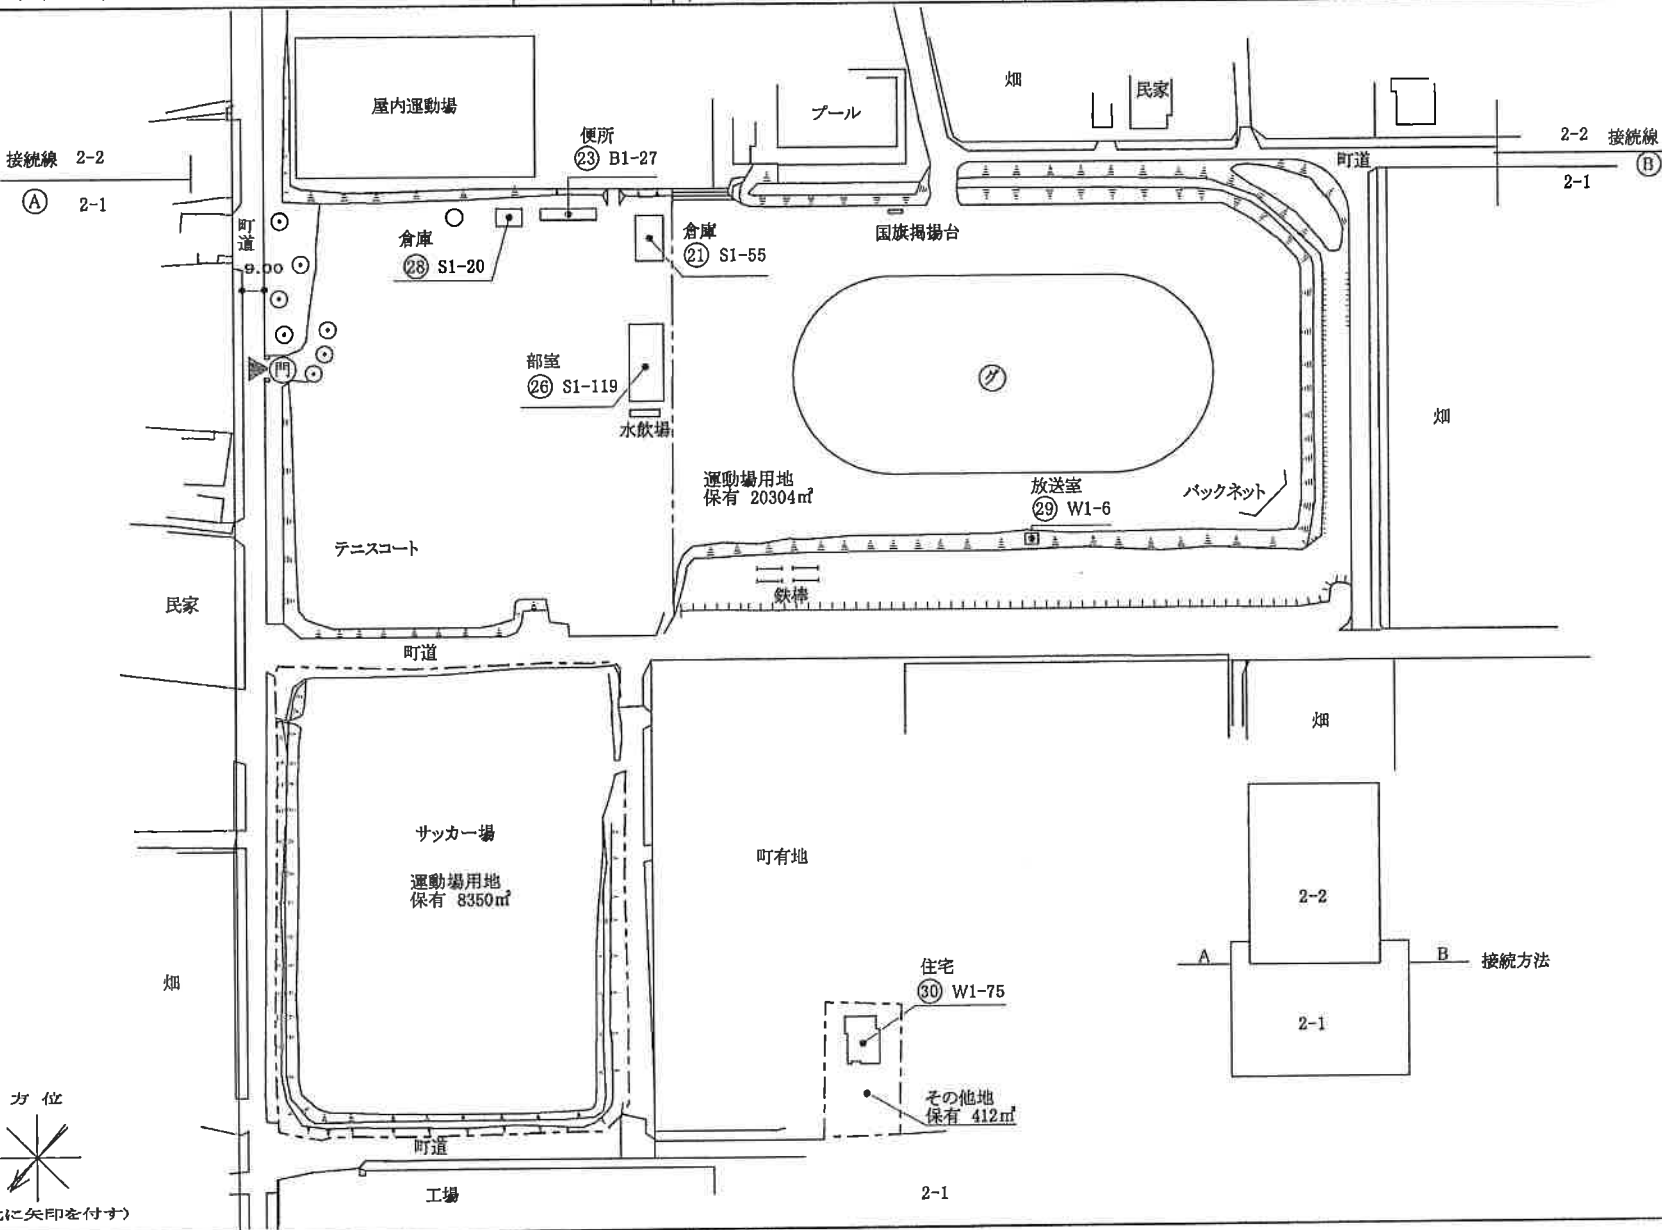 屋内運動場
プール
畑
民家
便所
㉓ B1-27
接続線 2-2
Ⓐ 2-1
2-2 接続線
Ⓑ
2-1
町道
町道
9.00
倉庫
㉘ S1-20
倉庫
㉑ S1-55
国旗掲揚台
門
部室
㉖ S1-119
水飲場
グ
畑
運動場用地
保有 20304㎡
放送室
㉙ W1-6
バックネット
テニスコート
鉄棒
民家
町道
畑
サッカー場
運動場用地
保有 8350㎡
町有地
2-2
A
B 接続方法
2-1
畑
住宅
㉚ W1-75
その他地
保有 412㎡
方位
に矢印を付す)
町道
工場
2-1